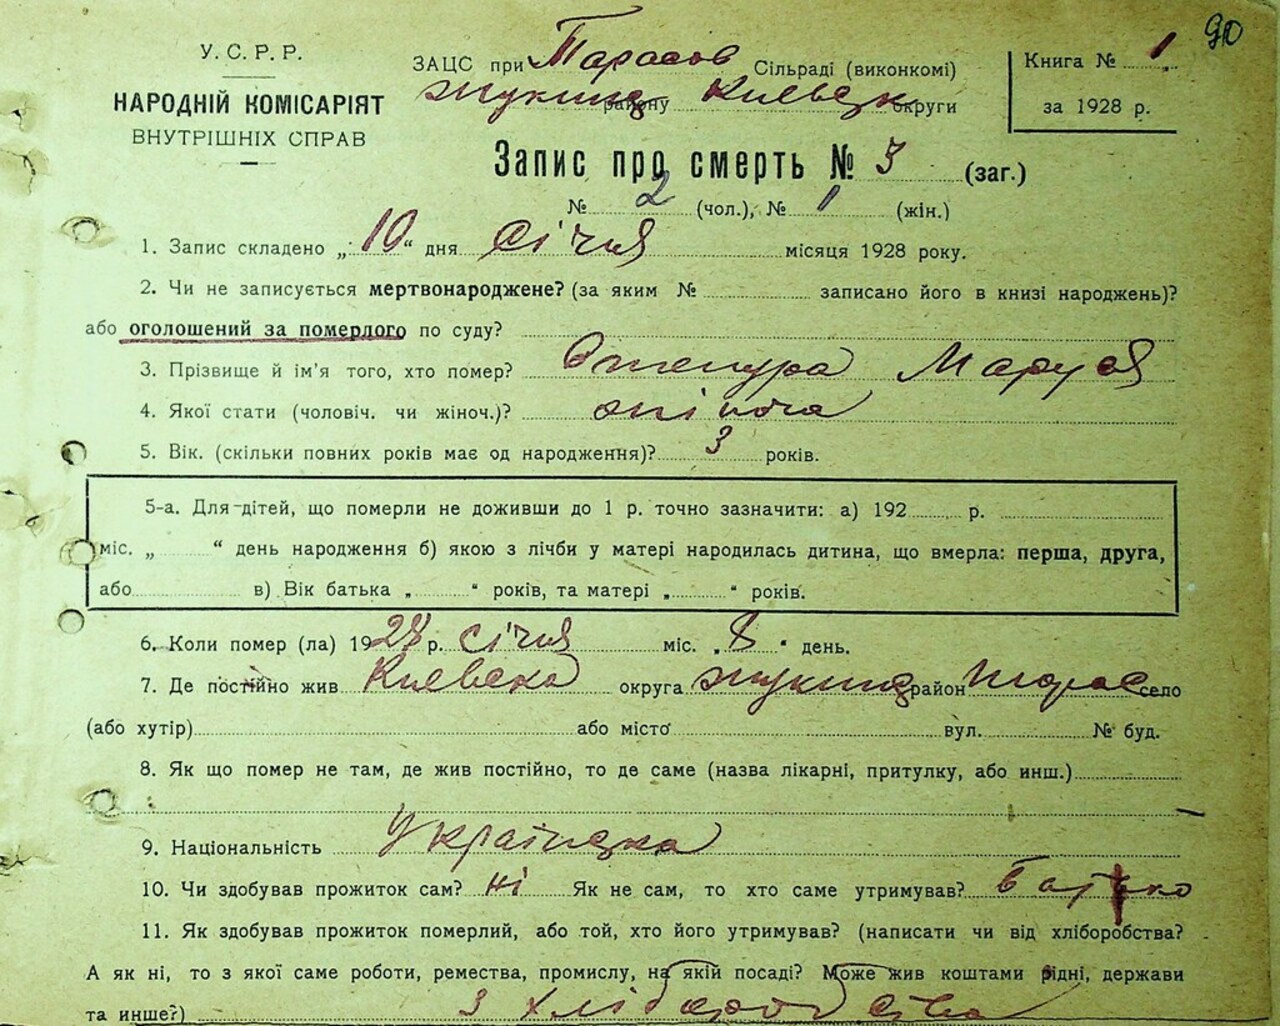 90
У.С.Р.Р.
НАРОДНІЙ КОМІСАРІЯТ
ВНУТРІШНІХ СПРАВ
ЗАЦС при Тарасов Сільраді (виконкомі)
району Киевск округи
Книга № 1
за 1928 р.
Запис про смерть № 3 (заг.)
№ 2 (чол.), № 1 (жін.)
1. Запис складено „10“ дня Січня місяця 1928 року.
2. Чи не записується мертвонароджене? (за яким № записано його в книзі народжень)?
або оголошений за померлого по суду?
3. Прізвище й ім'я того, хто помер? Маруся
4. Якої стати (чоловіч. чи жіноч.)? жіноча
5. Вік. (скільки повних років має од народження)? 3 років.
5-а. Для дітей, що померли не доживши до 1 р. точно зазначити: а) 192 р.
міс. „ “ день народження б) якою з лічби у матері народилась дитина, що вмерла: перша, друга,
або в) Вік батька „ “ років, та матері „ “ років.
6. Коли помер (ла) 1928 р. січня міс. „8“ день.
7. Де постійно жив Киевска округа район Тарас село
(або хутір) або місто вул. № буд.
8. Як що помер не там, де жив постійно, то де саме (назва лікарні, притулку, або инш.)
9. Національність Українка
10. Чи здобував прожиток сам? ні Як не сам, то хто саме утримував? Батько
11. Як здобував прожиток померлий, або той, хто його утримував? (написати чи від хліборобства?
А як ні, то з якої саме роботи, ремества, промислу, на якій посаді? Може жив коштами рідні, держави
та инше?) З хліборобства